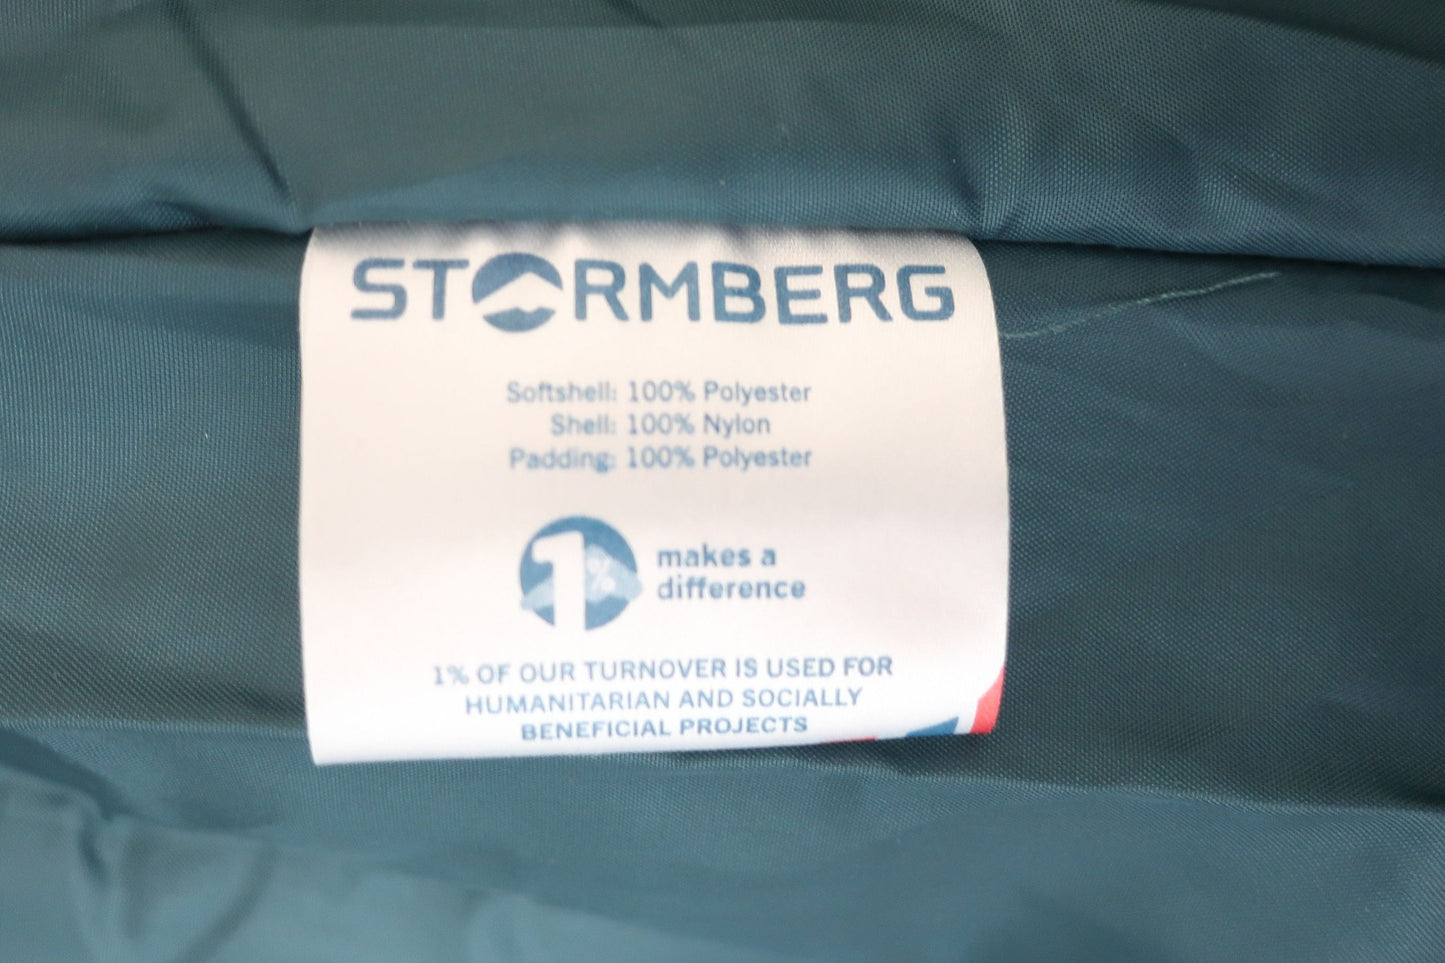 STORMBERG
Softshell: 100% Polyester
Shell: 100% Nylon
Padding: 100% Polyester
1%
makes a
difference
1% OF OUR TURNOVER IS USED FOR
HUMANITARIAN AND SOCIALLY
BENEFICIAL PROJECTS